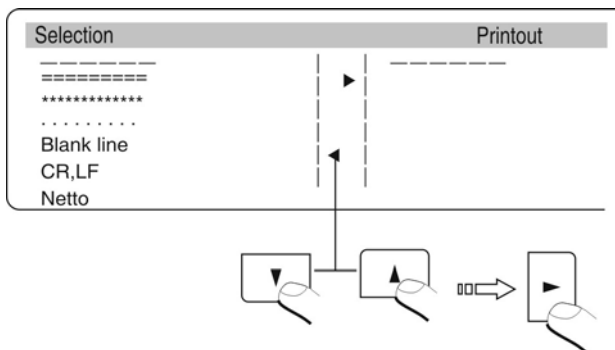 Selection Printout
— — — — — — — — — — — —
=========
*************
. . . . . . . . .
Blank line
CR,LF
Netto